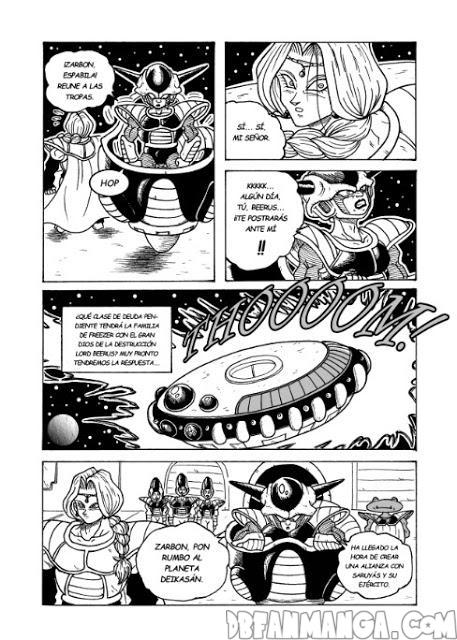 ¡ZARBON,
ESPABILA!
REUNE A LAS
TROPAS.
HOP
SÍ... SÍ,
MI SEÑOR.
KKKKK...
ALGÚN DÍA,
TÚ, BEERUS...
¡¡TE POSTRARÁS
ANTE MÍ
!!
¿QUÉ CLASE DE DEUDA PEN-
DIENTE TENDRÁ LA FAMILIA
DE FREEZER CON EL GRAN
DIOS DE LA DESTRUCCIÓN
LORD BEERUS? MUY PRONTO
TENDREMOS LA RESPUESTA...
THOOOOOM!
ZARBON, PON
RUMBO AL
PLANETA
DEIKASÁN.
HA LLEGADO LA
HORA DE CREAR
UNA ALIANZA CON
SARUYÁS Y SU
EJÉRCITO.
DBFANMANGA.COM